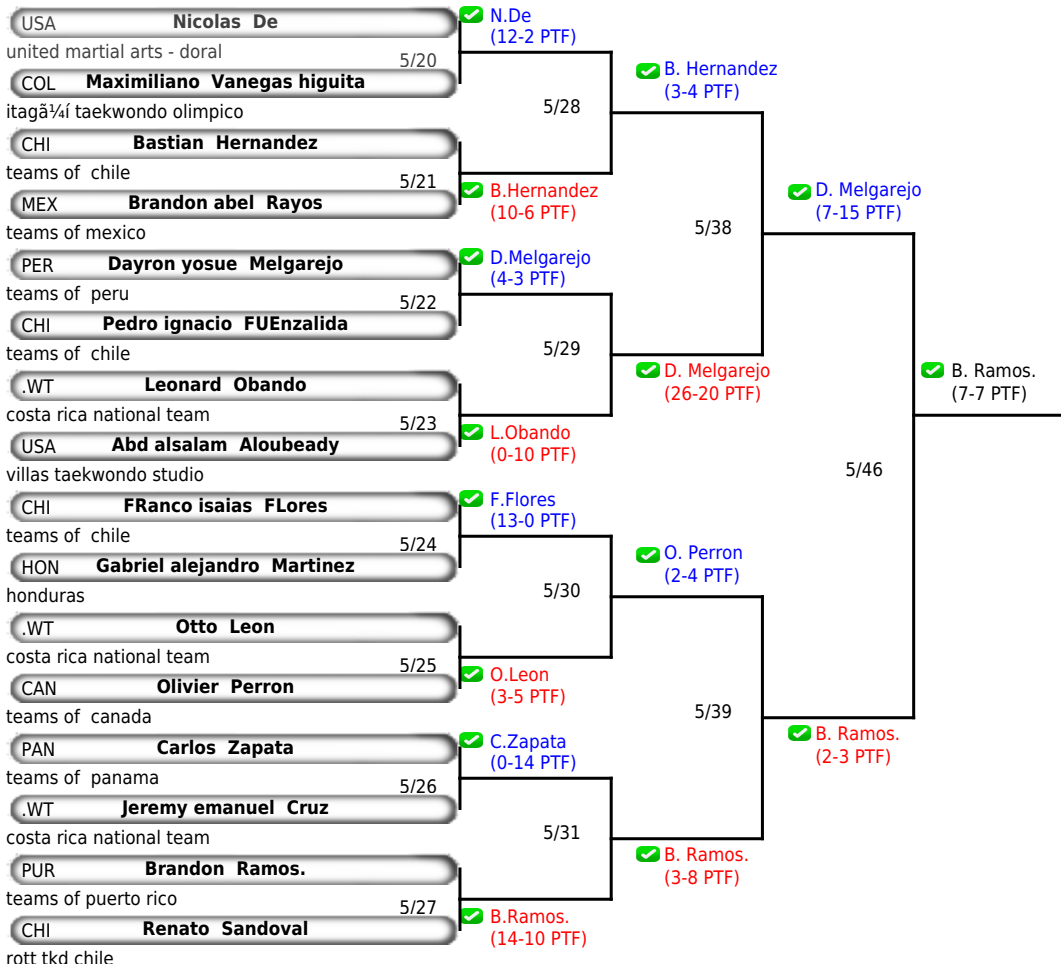 USA Nicolas De
united martial arts - doral
5/20
COL Maximiliano Vanegas higuita
itagã¼í taekwondo olimpico
CHI Bastian Hernandez
teams of chile
5/21
MEX Brandon abel Rayos
teams of mexico
PER Dayron yosue Melgarejo
teams of peru
5/22
CHI Pedro ignacio FUEnzalida
teams of chile
.WT Leonard Obando
costa rica national team
5/23
USA Abd alsalam Aloubeady
villas taekwondo studio
CHI FRanco isaias FLores
teams of chile
5/24
HON Gabriel alejandro Martinez
honduras
.WT Otto Leon
costa rica national team
5/25
CAN Olivier Perron
teams of canada
PAN Carlos Zapata
teams of panama
5/26
.WT Jeremy emanuel Cruz
costa rica national team
PUR Brandon Ramos.
teams of puerto rico
5/27
CHI Renato Sandoval
rott tkd chile
N.De
(12-2 PTF)
5/28
B.Hernandez
(10-6 PTF)
D.Melgarejo
(4-3 PTF)
5/29
L.Obando
(0-10 PTF)
F.Flores
(13-0 PTF)
5/30
O.Leon
(3-5 PTF)
C.Zapata
(0-14 PTF)
5/31
B.Ramos.
(14-10 PTF)
B. Hernandez
(3-4 PTF)
5/38
D. Melgarejo
(26-20 PTF)
O. Perron
(2-4 PTF)
5/39
B. Ramos.
(3-8 PTF)
D. Melgarejo
(7-15 PTF)
5/46
B. Ramos.
(2-3 PTF)
B. Ramos.
(7-7 PTF)